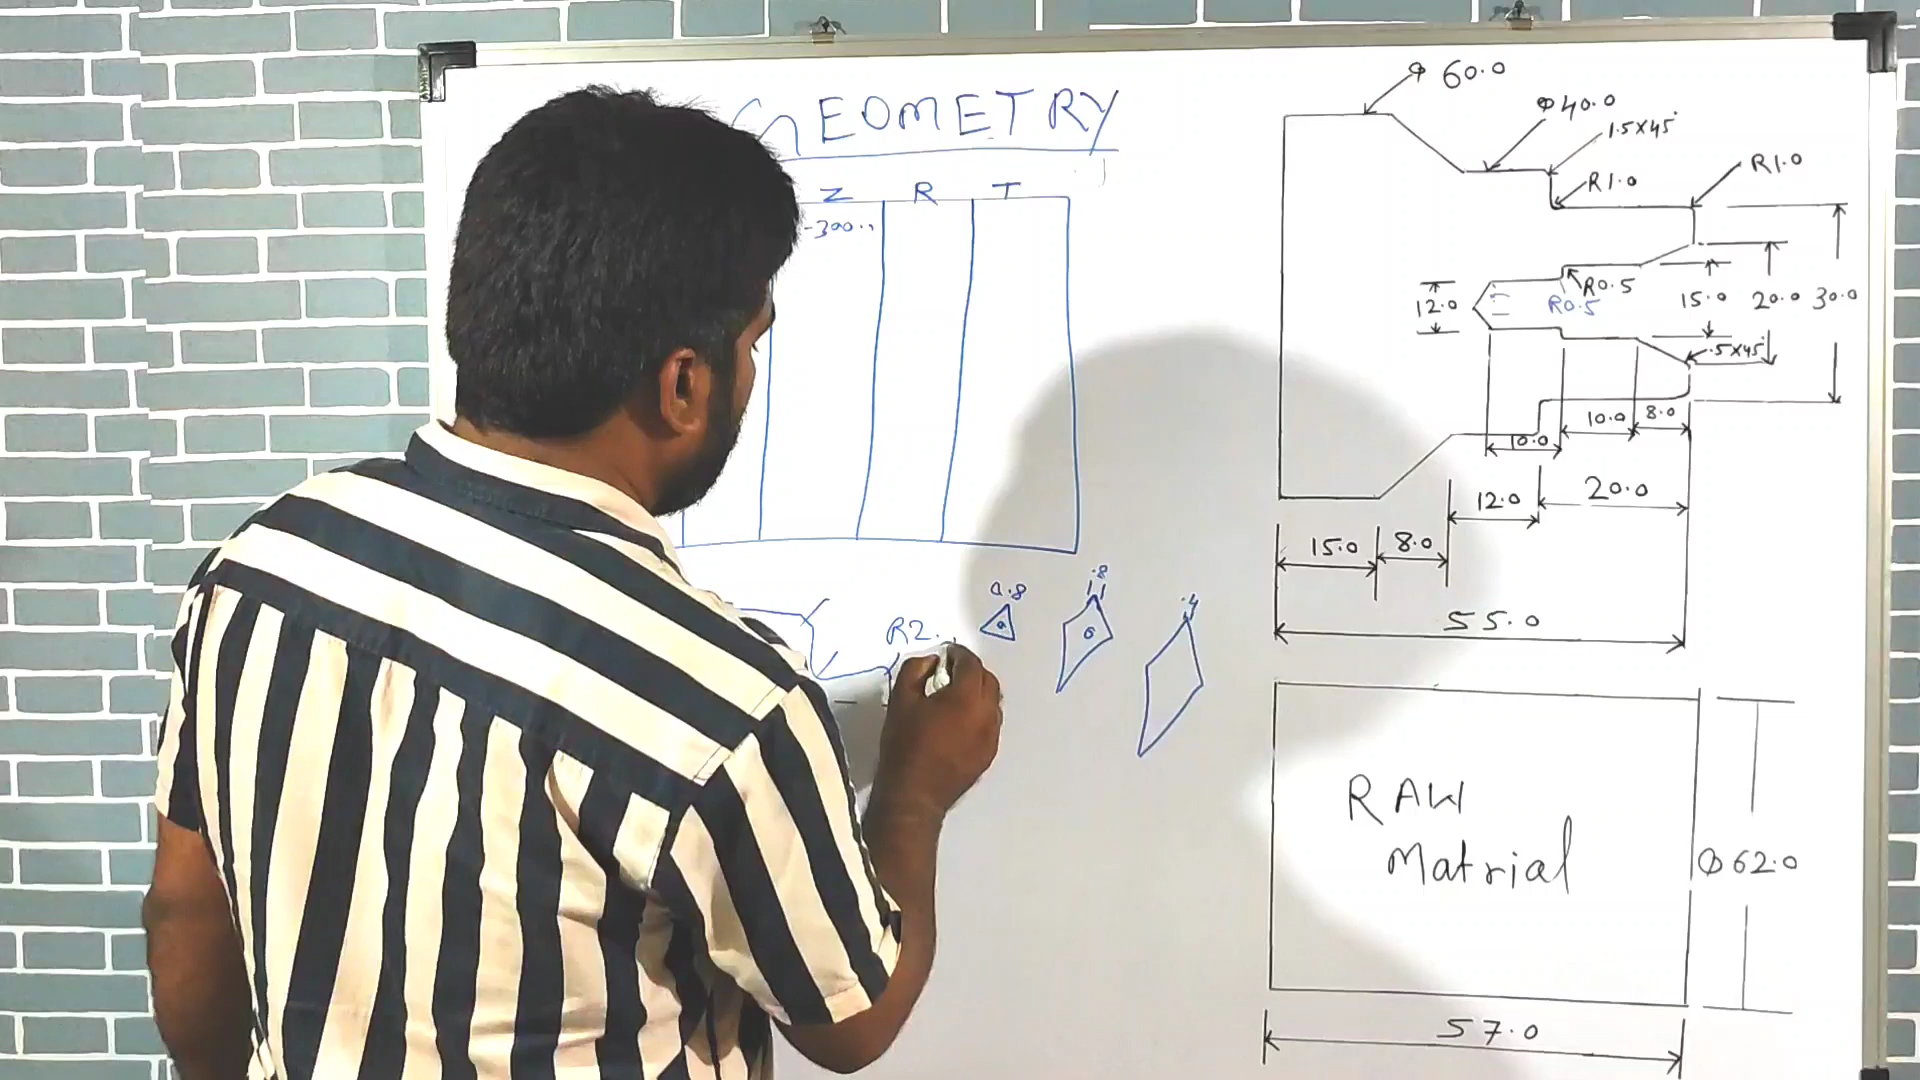 GEOMETRY
Z R T
-300..
R2.
0.8
.8
.4
Φ 60.0
Φ 40.0
1.5X45°
R1.0
R1.0
R0.5
R0.5
12.0
15.0 20.0 30.0
.5X45°
10.0 10.0 8.0
12.0 20.0
15.0 8.0
55.0
RAW
Matrial
Φ62.0
57.0